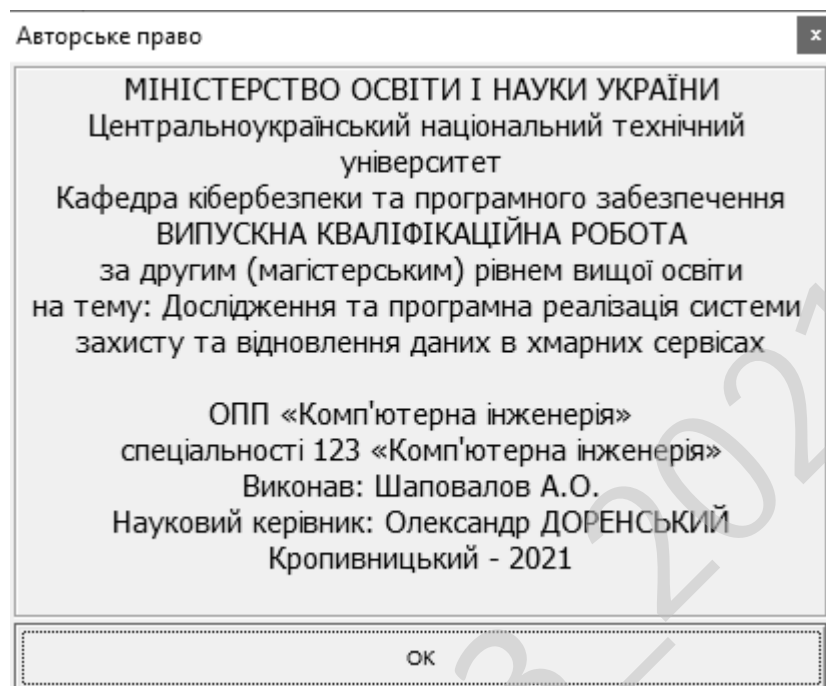 Авторське право
x
МІНІСТЕРСТВО ОСВІТИ І НАУКИ УКРАЇНИ
Центральноукраїнський національний технічний
університет
Кафедра кібербезпеки та програмного забезпечення
ВИПУСКНА КВАЛІФІКАЦІЙНА РОБОТА
за другим (магістерським) рівнем вищої освіти
на тему: Дослідження та програмна реалізація системи
захисту та відновлення даних в хмарних сервісах
ОПП «Комп'ютерна інженерія»
спеціальності 123 «Комп'ютерна інженерія»
Виконав: Шаповалов А.О.
Науковий керівник: Олександр ДОРЕНСЬКИЙ
Кропивницький - 2021
ОК